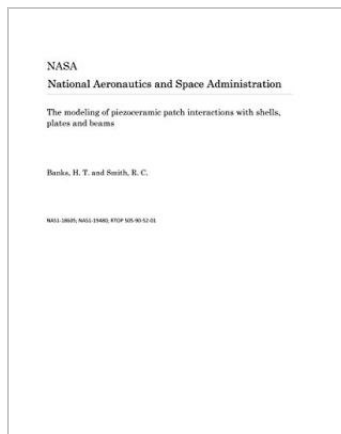 NASA
National Aeronautics and Space Administration
The modeling of piezoceramic patch interactions with shells,
plates and beams
Banks, H. T. and Smith, R. C.
NAS1-18605; NAS1-19480; RTOP 505-90-52-01